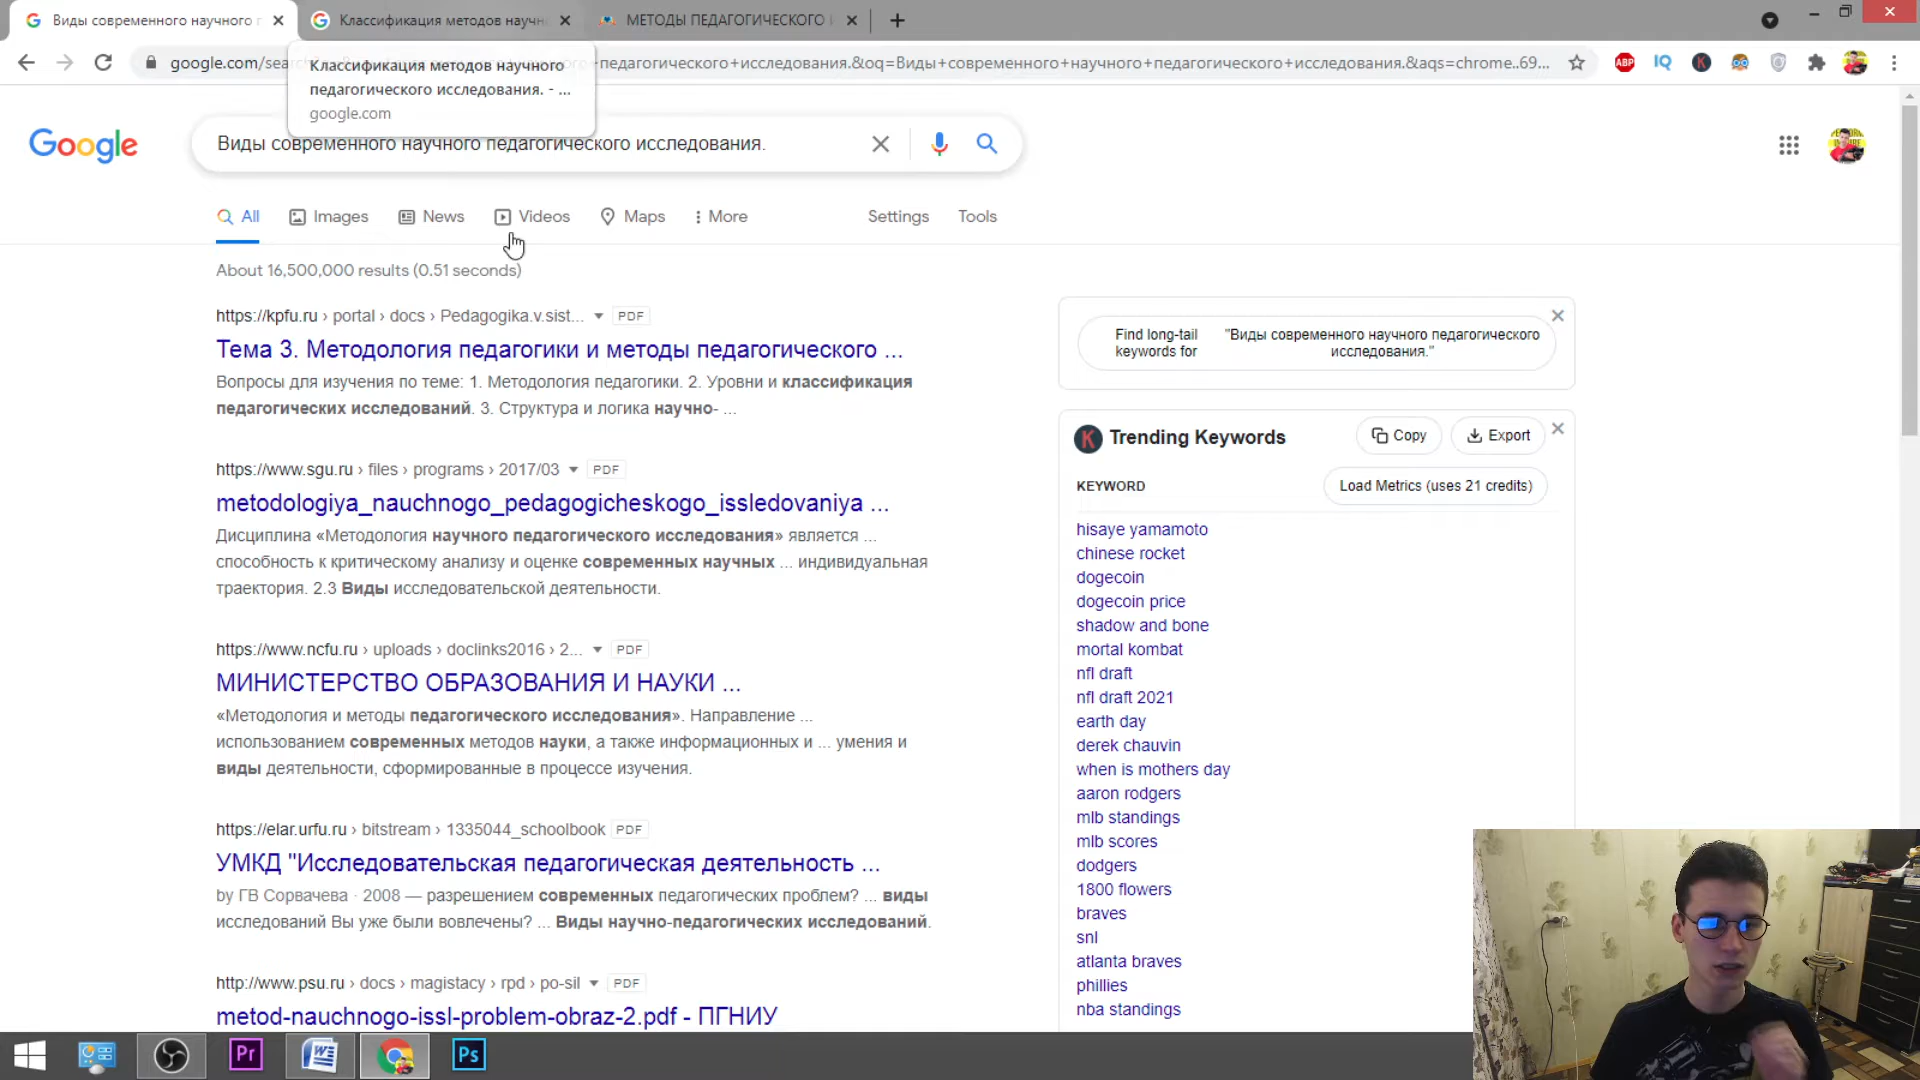 Виды современного научного г
Классификация методов научн
МЕТОДЫ ПЕДАГОГИЧЕСКОГО
google.com/sea
+педагогического+исследования.&oq=Виды+современного+научного+педагогического+исследования.&aqs=chrome..69...
ABP
IQ
K
Классификация методов научного
педагогического исследования. - ...
google.com
Google
Виды современного научного педагогического исследования.
All
Images
News
Videos
Maps
More
Settings
Tools
About 16,500,000 results (0.51 seconds)
https://kpfu.ru › portal › docs › Pedagogika.v.sist... PDF
Тема 3. Методология педагогики и методы педагогического ...
Вопросы для изучения по теме: 1. Методология педагогики. 2. Уровни и классификация
педагогических исследований. 3. Структура и логика научно- ...
https://www.sgu.ru › files › programs › 2017/03 PDF
metodologiya_nauchnogo_pedagogicheskogo_issledovaniya ...
Дисциплина «Методология научного педагогического исследования» является ...
способность к критическому анализу и оценке современных научных ... индивидуальная
траектория. 2.3 Виды исследовательской деятельности.
https://www.ncfu.ru › uploads › doclinks2016 › 2... PDF
МИНИСТЕРСТВО ОБРАЗОВАНИЯ И НАУКИ ...
«Методология и методы педагогического исследования». Направление ...
использованием современных методов науки, а также информационных и ... умения и
виды деятельности, сформированные в процессе изучения.
https://elar.urfu.ru › bitstream › 1335044_schoolbook PDF
УМКД "Исследовательская педагогическая деятельность ...
by ГВ Сорвачева · 2008 — разрешением современных педагогических проблем? ... виды
исследований Вы уже были вовлечены? ... Виды научно-педагогических исследований.
http://www.psu.ru › docs › magistacy › rpd › po-sil PDF
metod-nauchnogo-issl-problem-obraz-2.pdf - ПГНИУ
Find long-tail
keywords for
"Виды современного научного педагогического
исследования."
K
Trending Keywords
Copy
Export
KEYWORD
Load Metrics (uses 21 credits)
hisaye yamamoto
chinese rocket
dogecoin
dogecoin price
shadow and bone
mortal kombat
nfl draft
nfl draft 2021
earth day
derek chauvin
when is mothers day
aaron rodgers
mlb standings
mlb scores
dodgers
1800 flowers
braves
snl
atlanta braves
phillies
nba standings
Pr
W
Ps